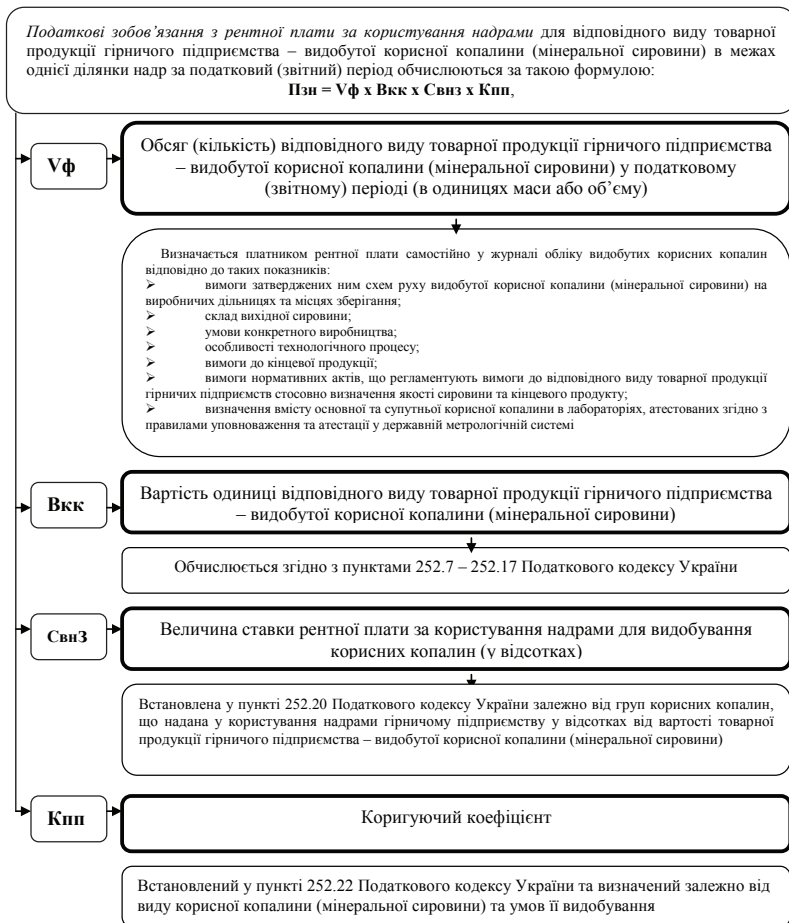 Податкові зобов’язання з рентної плати за користування надрами для відповідного виду товарної
продукції гірничого підприємства – видобутої корисної копалини (мінеральної сировини) в межах
однієї ділянки надр за податковий (звітний) період обчислюються за такою формулою:
Пзн = Vф х Вкк х Свнз х Кпп,
Vф
Обсяг (кількість) відповідного виду товарної продукції гірничого підприємства
– видобутої корисної копалини (мінеральної сировини) у податковому
(звітному) періоді (в одиницях маси або об’єму)
Визначається платником рентної плати самостійно у журналі обліку видобутих корисних копалин
відповідно до таких показників:
➢ вимоги затверджених ним схем руху видобутої корисної копалини (мінеральної сировини) на
виробничих дільницях та місцях зберігання;
➢ склад вихідної сировини;
➢ умови конкретного виробництва;
➢ особливості технологічного процесу;
➢ вимоги до кінцевої продукції;
➢ вимоги нормативних актів, що регламентують вимоги до відповідного виду товарної продукції
гірничих підприємств стосовно визначення якості сировини та кінцевого продукту;
➢ визначення вмісту основної та супутньої корисної копалини в лабораторіях, атестованих згідно з
правилами уповноваження та атестації у державній метрологічній системі
Вкк
Вартість одиниці відповідного виду товарної продукції гірничого підприємства
– видобутої корисної копалини (мінеральної сировини)
Обчислюється згідно з пунктами 252.7 – 252.17 Податкового кодексу України
СвнЗ
Величина ставки рентної плати за користування надрами для видобування
корисних копалин (у відсотках)
Встановлена у пункті 252.20 Податкового кодексу України залежно від груп корисних копалин,
що надана у користування надрами гірничому підприємству у відсотках від вартості товарної
продукції гірничого підприємства – видобутої корисної копалини (мінеральної сировини)
Кпп
Коригуючий коефіцієнт
Встановлений у пункті 252.22 Податкового кодексу України та визначений залежно від
виду корисної копалини (мінеральної сировини) та умов її видобування